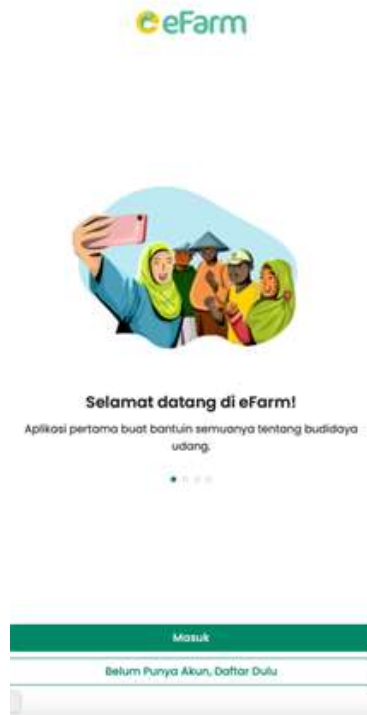 eFarm
Selamat datang di eFarm!
Aplikasi pertama buat bantuin semuanya tentang budidaya
udang.
Masuk
Belum Punya Akun, Daftar Dulu